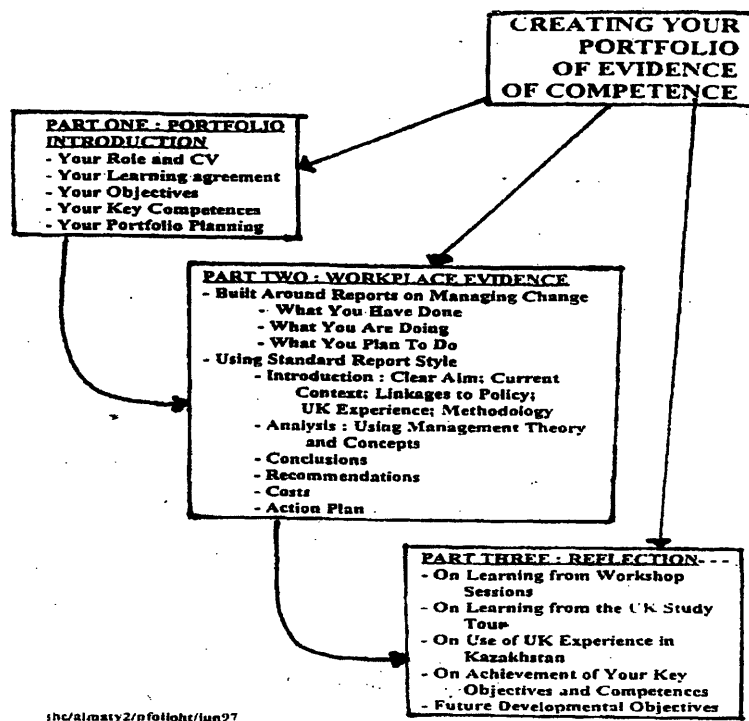 CREATING YOUR
PORTFOLIO
OF EVIDENCE
OF COMPETENCE
PART ONE : PORTFOLIO
INTRODUCTION
- Your Role and CV
- Your Learning agreement
- Your Objectives
- Your Key Competences
- Your Portfolio Planning
PART TWO : WORKPLACE EVIDENCE
- Built Around Reports on Managing Change
- What You Have Done
- What You Are Doing
- What You Plan To Do
- Using Standard Report Style
- Introduction : Clear Aim; Current
Context; Linkages to Policy;
UK Experience; Methodology
- Analysis : Using Management Theory
and Concepts
- Conclusions
- Recommendations
- Costs
- Action Plan
PART THREE : REFLECTION- - - -
- On Learning from Workshop
Sessions
- On Learning from the UK Study
Tour
- On Use of UK Experience in
Kazakhstan
- On Achievement of Your Key
Objectives and Competences
- Future Developmental Objectives
shc/almaty2/pfolioht/jun97